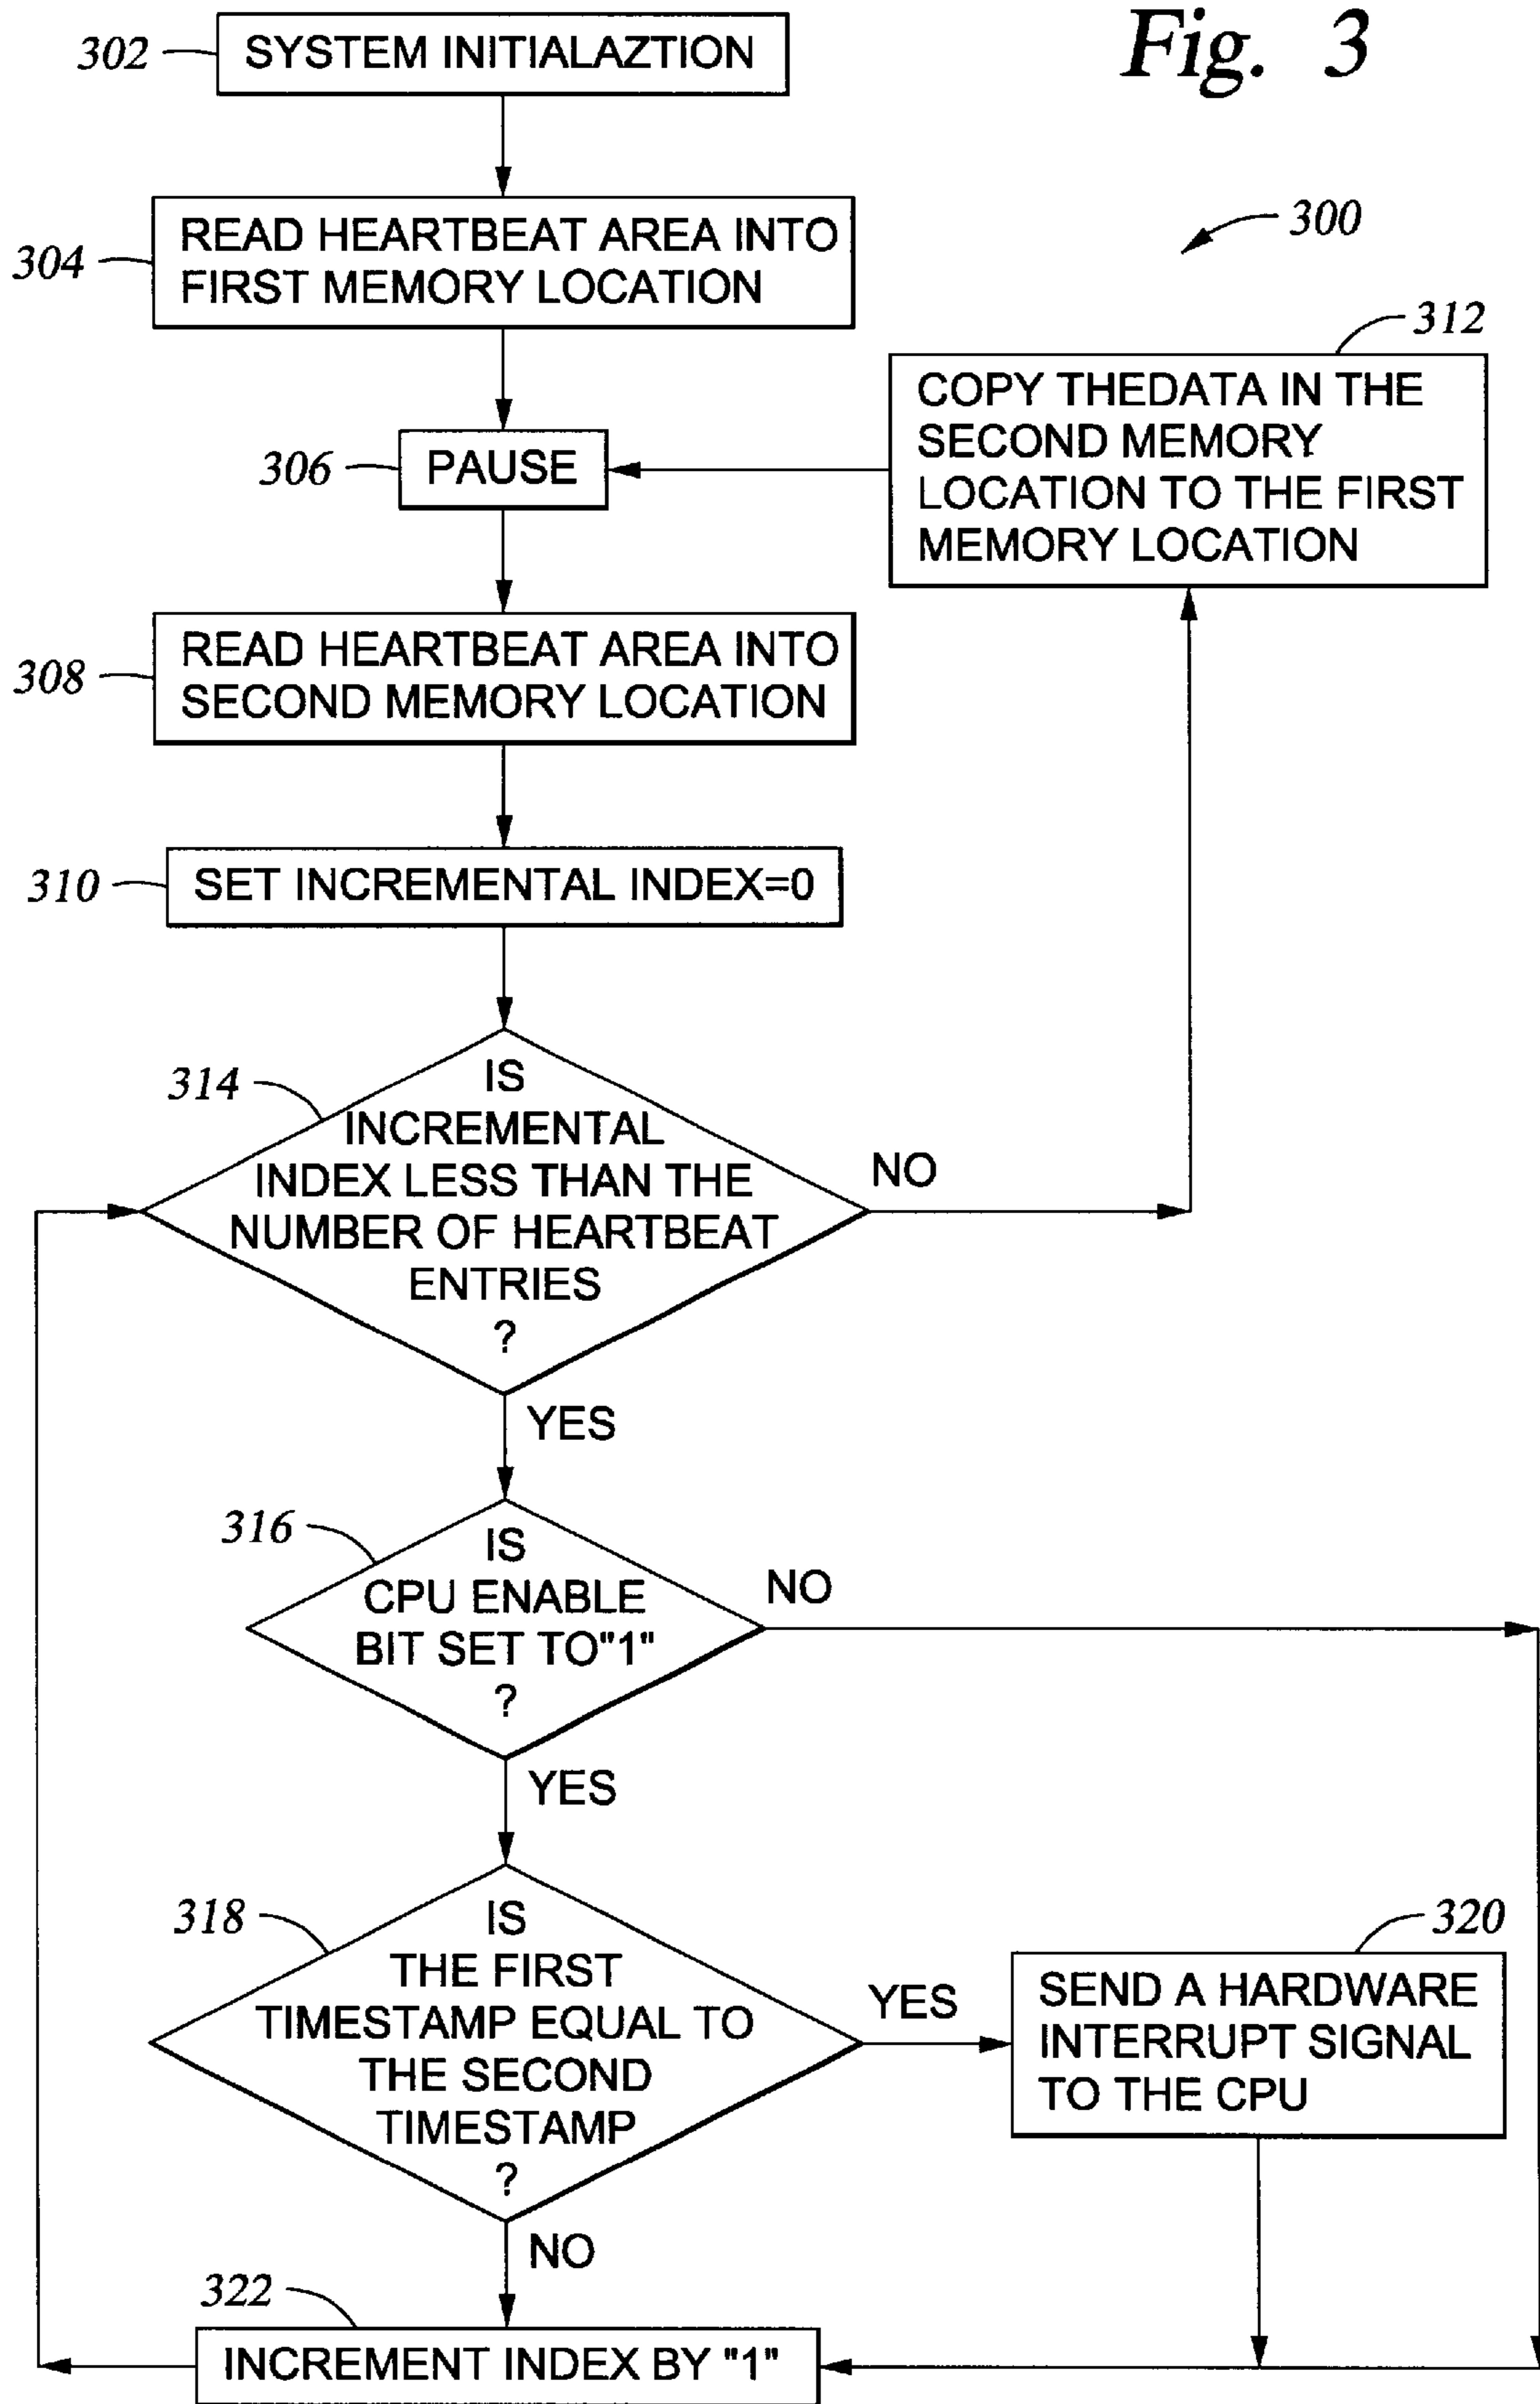 Fig. 3
302
SYSTEM INITIALAZTION
304
READ HEARTBEAT AREA INTO
FIRST MEMORY LOCATION
300
312
COPY THEDATA IN THE
SECOND MEMORY
LOCATION TO THE FIRST
MEMORY LOCATION
306
PAUSE
308
READ HEARTBEAT AREA INTO
SECOND MEMORY LOCATION
310
SET INCREMENTAL INDEX=0
314
IS
INCREMENTAL
INDEX LESS THAN THE
NUMBER OF HEARTBEAT
ENTRIES
?
NO
YES
316
IS
CPU ENABLE
BIT SET TO"1"
?
NO
YES
318
IS
THE FIRST
TIMESTAMP EQUAL TO
THE SECOND
TIMESTAMP
?
YES
320
SEND A HARDWARE
INTERRUPT SIGNAL
TO THE CPU
NO
322
INCREMENT INDEX BY "1"